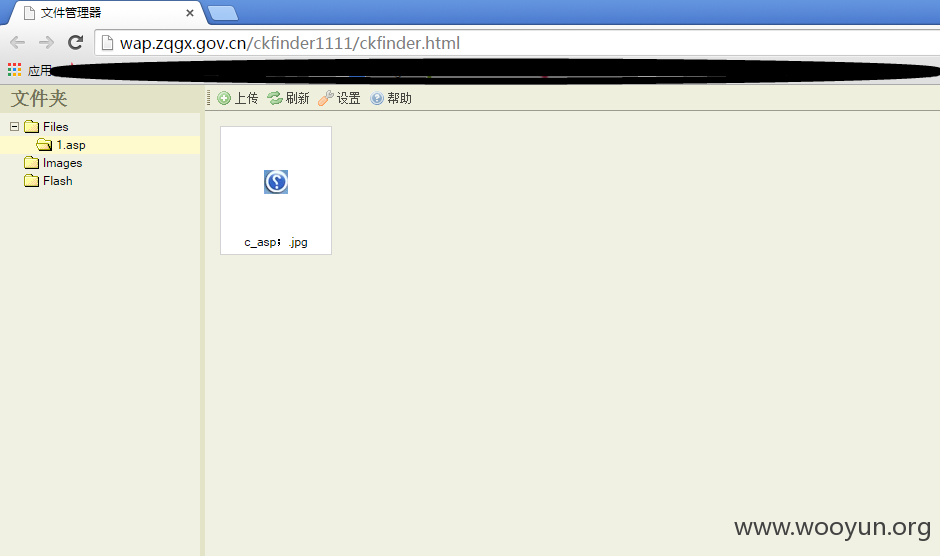 文件管理器
wap.zqgx.gov.cn/ckfinder1111/ckfinder.html
应用
文件夹
上传 刷新 设置 帮助
Files
1.asp
Images
Flash
c_asp；.jpg
www.wooyun.org